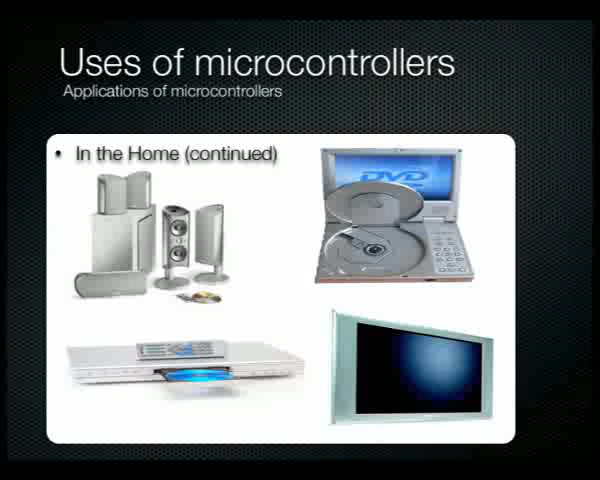 Uses of microcontrollers
Applications of microcontrollers
• In the Home (continued)
DVD